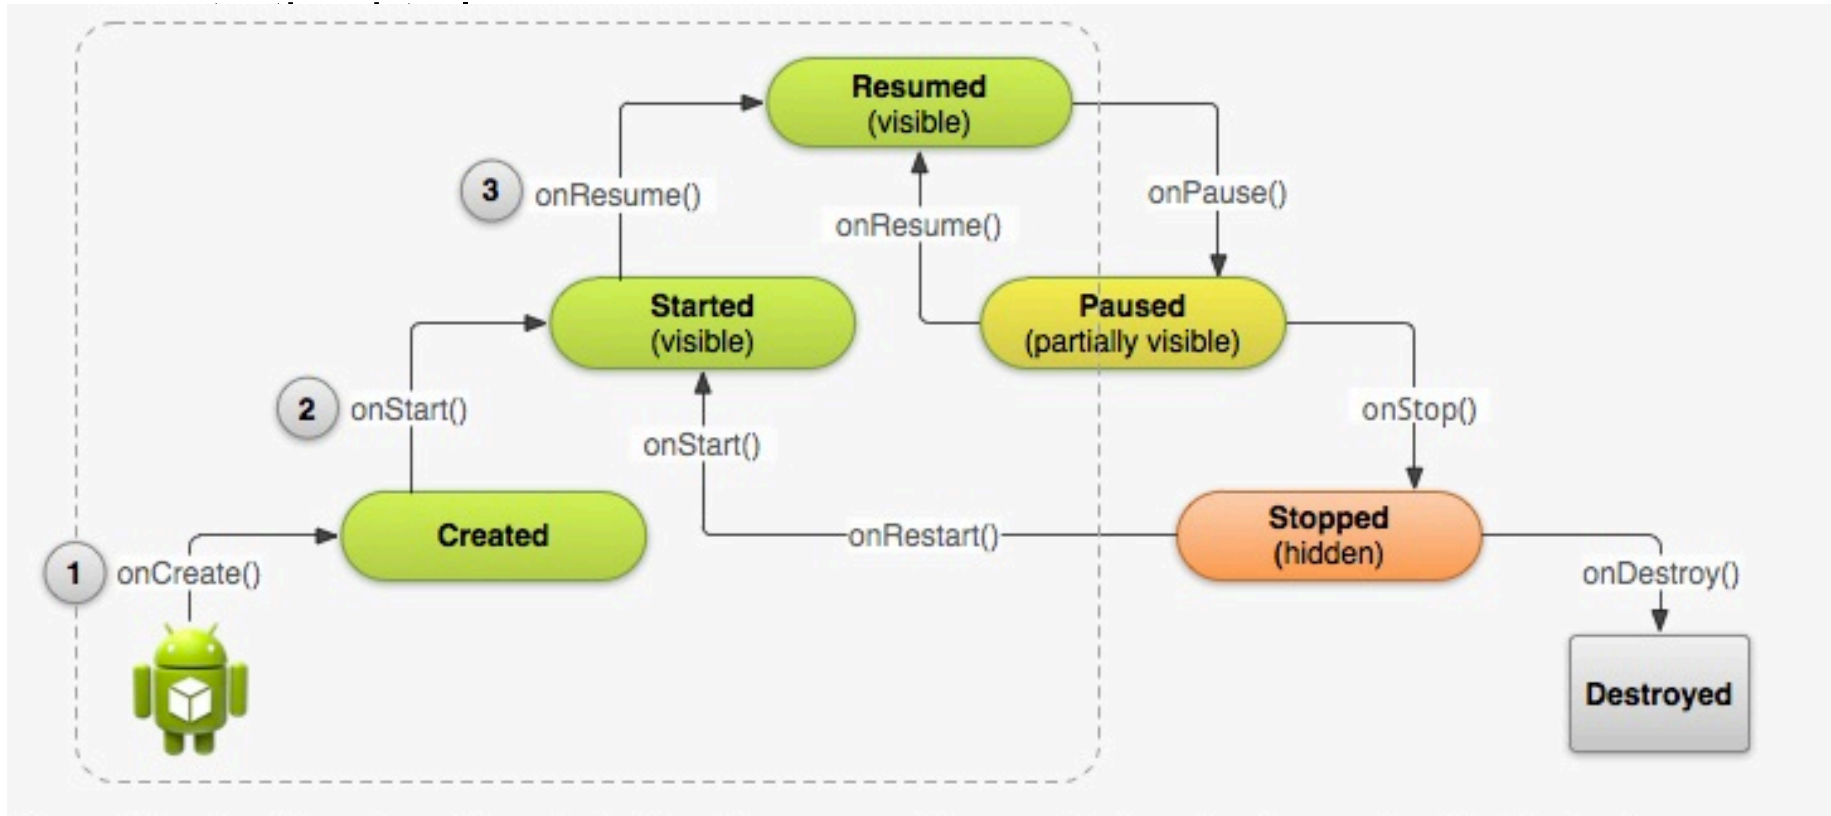 Resumed
(visible)
3
onResume()
onPause()
onResume()
Started
(visible)
Paused
(partially visible)
2
onStart()
onStop()
onStart()
Created
onRestart()
Stopped
(hidden)
1
onCreate()
onDestroy()
Destroyed